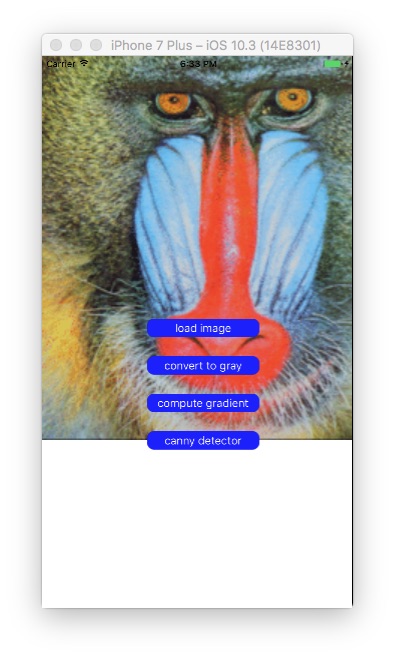 iPhone 7 Plus – iOS 10.3 (14E8301)
Carrier 6:33 PM
load image
convert to gray
compute gradient
canny detector